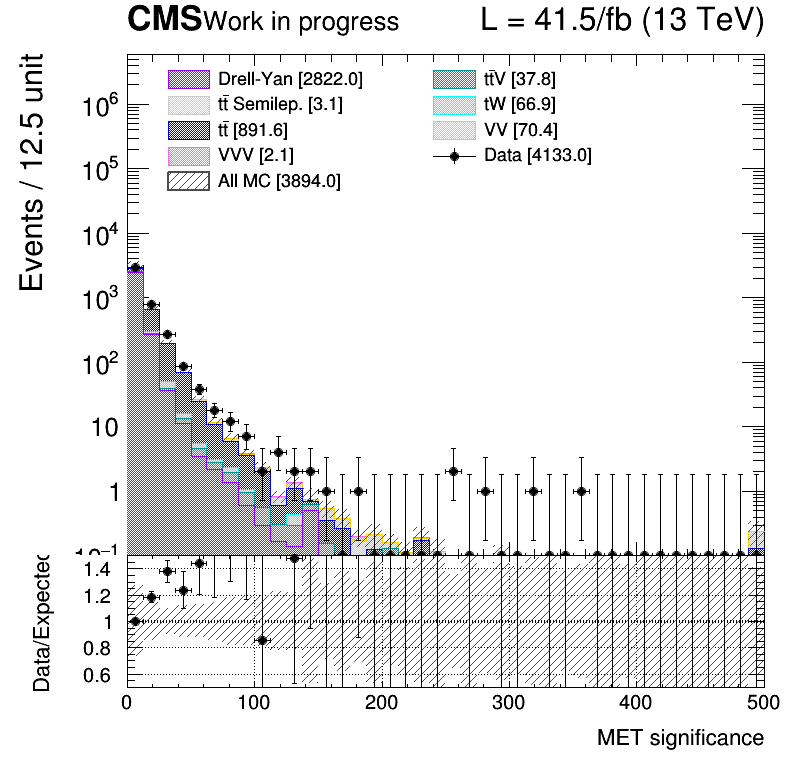 CMS Work in progress L = 41.5/fb (13 TeV)
Drell-Yan [2822.0] tt̄V [37.8]
tt̄ Semilep. [3.1] tW [66.9]
tt̄ [891.6] VV [70.4]
VVV [2.1] Data [4133.0]
All MC [3894.0]
Events / 12.5 unit
10⁶
10⁵
10⁴
10³
10²
10
1
10⁻¹
Data/Expected
1.4
1.2
1
0.8
0.6
0 100 200 300 400 500
MET significance